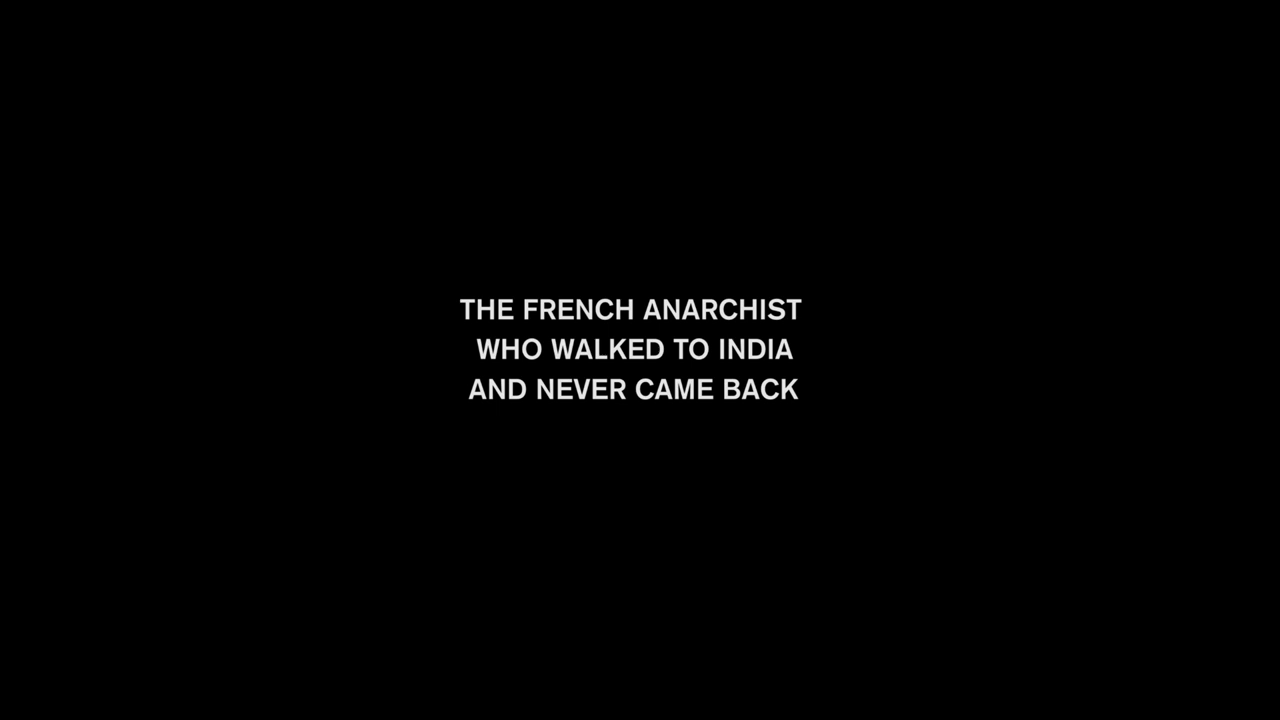 THE FRENCH ANARCHIST
WHO WALKED TO INDIA
AND NEVER CAME BACK